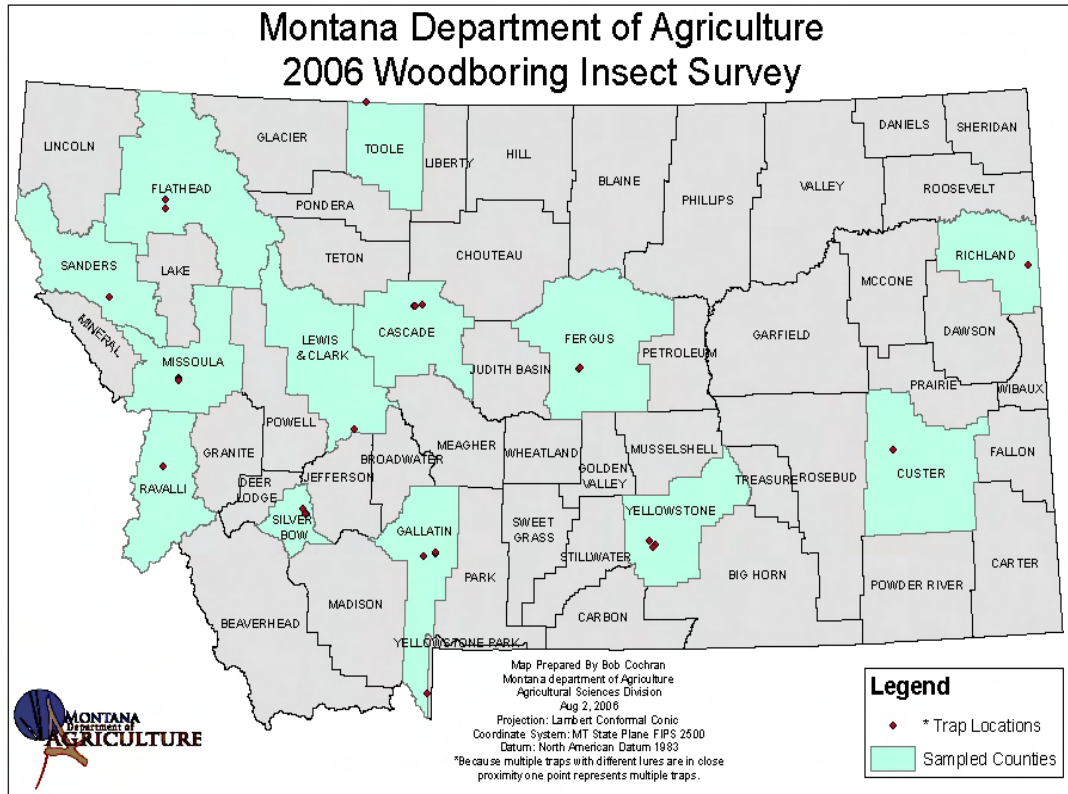 Montana Department of Agriculture
2006 Woodboring Insect Survey
LINCOLN
FLATHEAD
GLACIER
TOOLE
LIBERTY
HILL
BLAINE
PHILLIPS
VALLEY
DANIELS
SHERIDAN
ROOSEVELT
PONDERA
SANDERS
LAKE
TETON
CHOUTEAU
RICHLAND
MCCONE
MINERAL
MISSOULA
LEWIS
& CLARK
CASCADE
JUDITH BASIN
FERGUS
PETROLEUM
GARFIELD
DAWSON
PRAIRIE
WIBAUX
POWELL
GRANITE
RAVALLI
DEER
LODGE
JEFFERSON
BROADWATER
MEAGHER
WHEATLAND
GOLDEN
VALLEY
MUSSELSHELL
TREASURE
ROSEBUD
CUSTER
FALLON
SILVER
BOW
GALLATIN
PARK
SWEET
GRASS
STILLWATER
YELLOWSTONE
BIG HORN
POWDER RIVER
CARTER
BEAVERHEAD
MADISON
CARBON
YELLOWSTONE PARK
Map Prepared By Bob Cochran
Montana department of Agriculture
Agricultural Sciences Division
Aug 2, 2006
Projection: Lambert Conformal Conic
Coordinate System: MT State Plane FIPS 2500
Datum: North American Datum 1983
*Because multiple traps with different lures are in close
proximity one point represents multiple traps.
Legend
* Trap Locations
Sampled Counties
MONTANA
Department of
AGRICULTURE